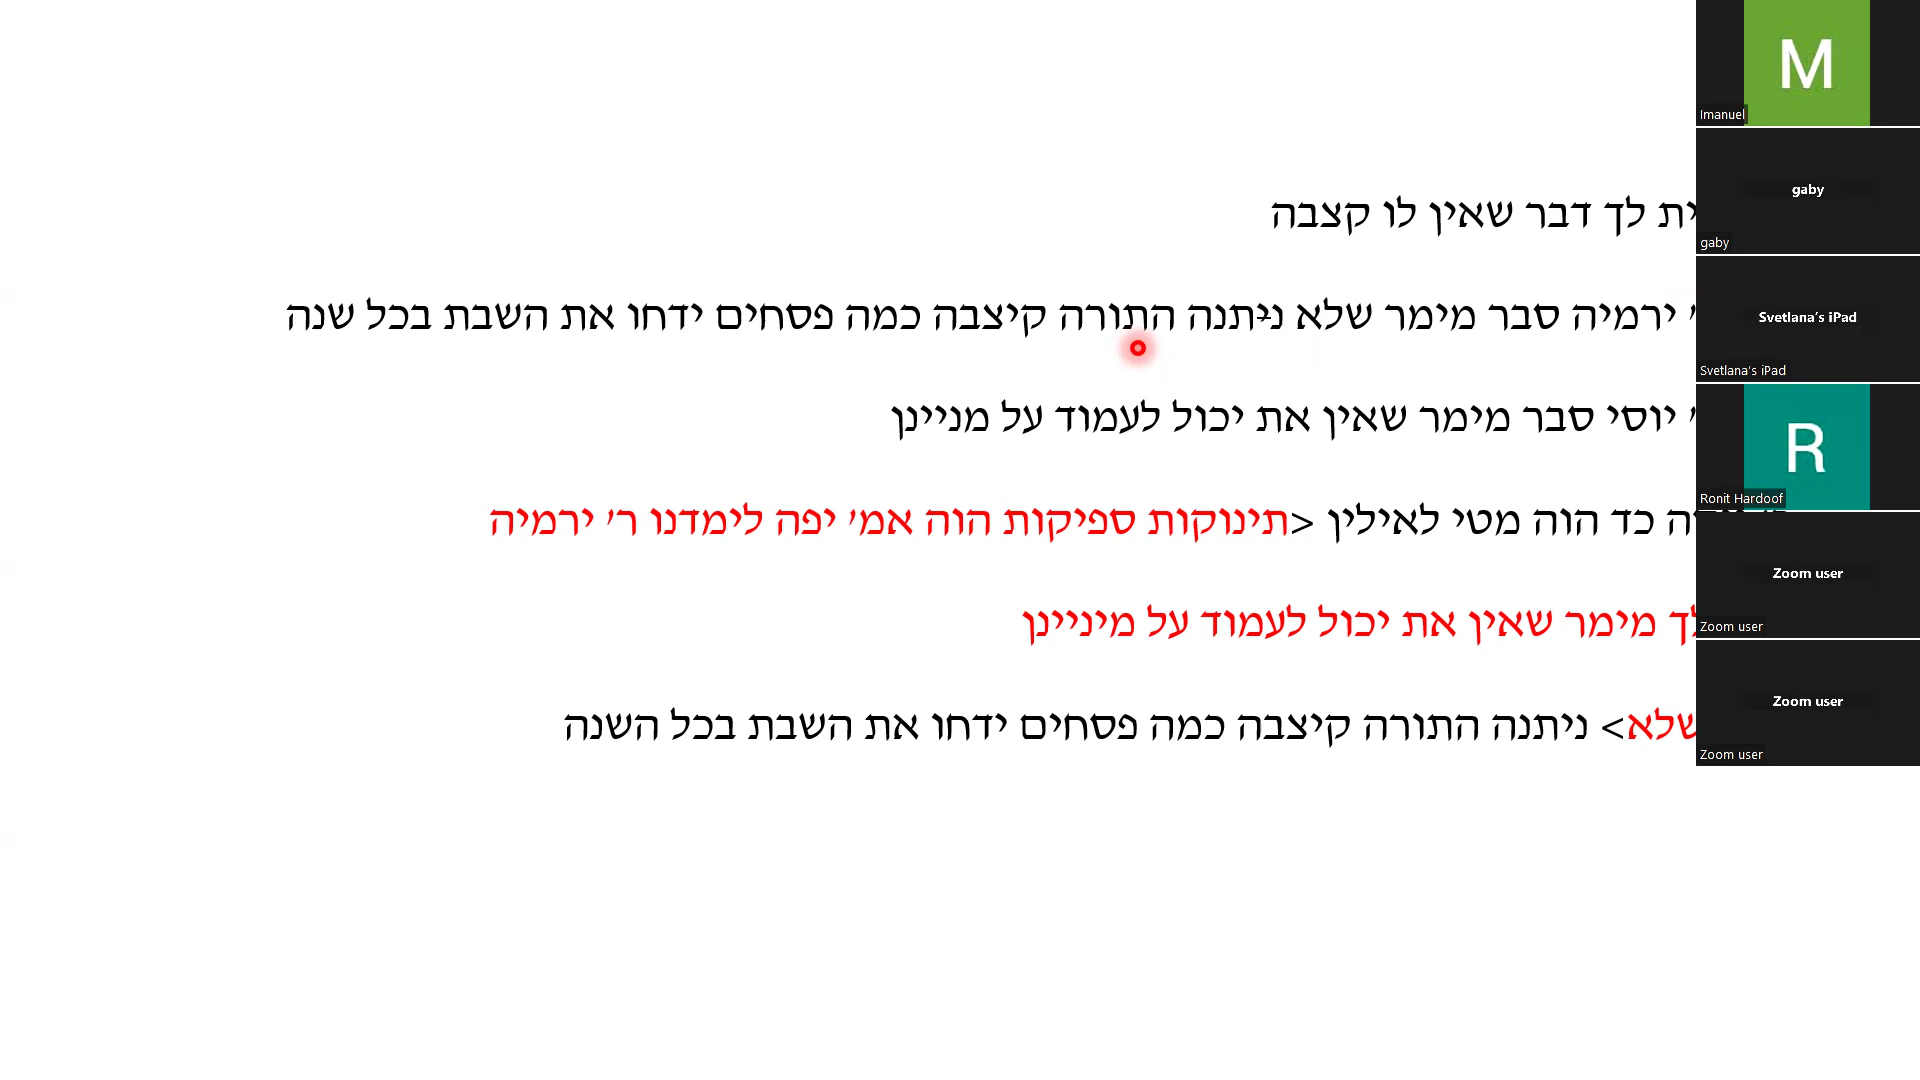 לך דבר שאין לו קצבה
ירמיה סבר מימר שלא ניתנה התורה קיצבה כמה פסחים ידחו את השבת בכל שנה
יוסי סבר מימר שאין את יכול לעמוד על מניינן
כד הוה מטי לאילין <תינוקות ספיקות הוה אמ׳ יפה לימדנו ר׳ ירמיה
מימר שאין את יכול לעמוד על מיניינן
שלא> ניתנה התורה קיצבה כמה פסחים ידחו את השבת בכל השנה
M
Imanuel
gaby
gaby
Svetlana's iPad
Svetlana's iPad
R
Ronit Hardoof
Zoom user
Zoom user
Zoom user
Zoom user